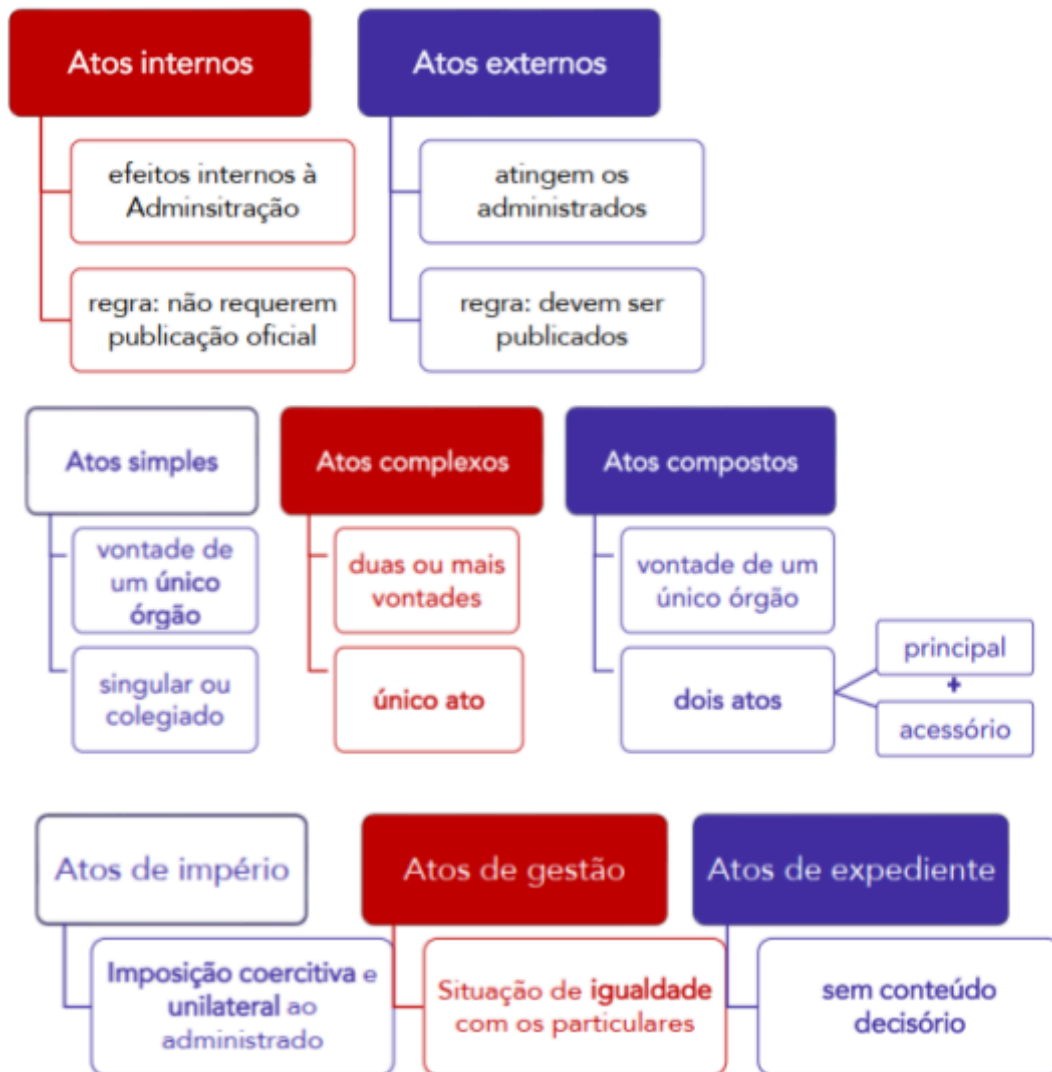 Atos internos
Atos externos
efeitos internos à
Adminsitração
atingem os
administrados
regra: não requerem
publicação oficial
regra: devem ser
publicados
Atos simples
Atos complexos
Atos compostos
vontade de
um único
órgão
duas ou mais
vontades
vontade de um
único órgão
singular ou
colegiado
único ato
dois atos
principal
+
acessório
Atos de império
Atos de gestão
Atos de expediente
Imposição coercitiva e
unilateral ao
administrado
Situação de igualdade
com os particulares
sem conteúdo
decisório